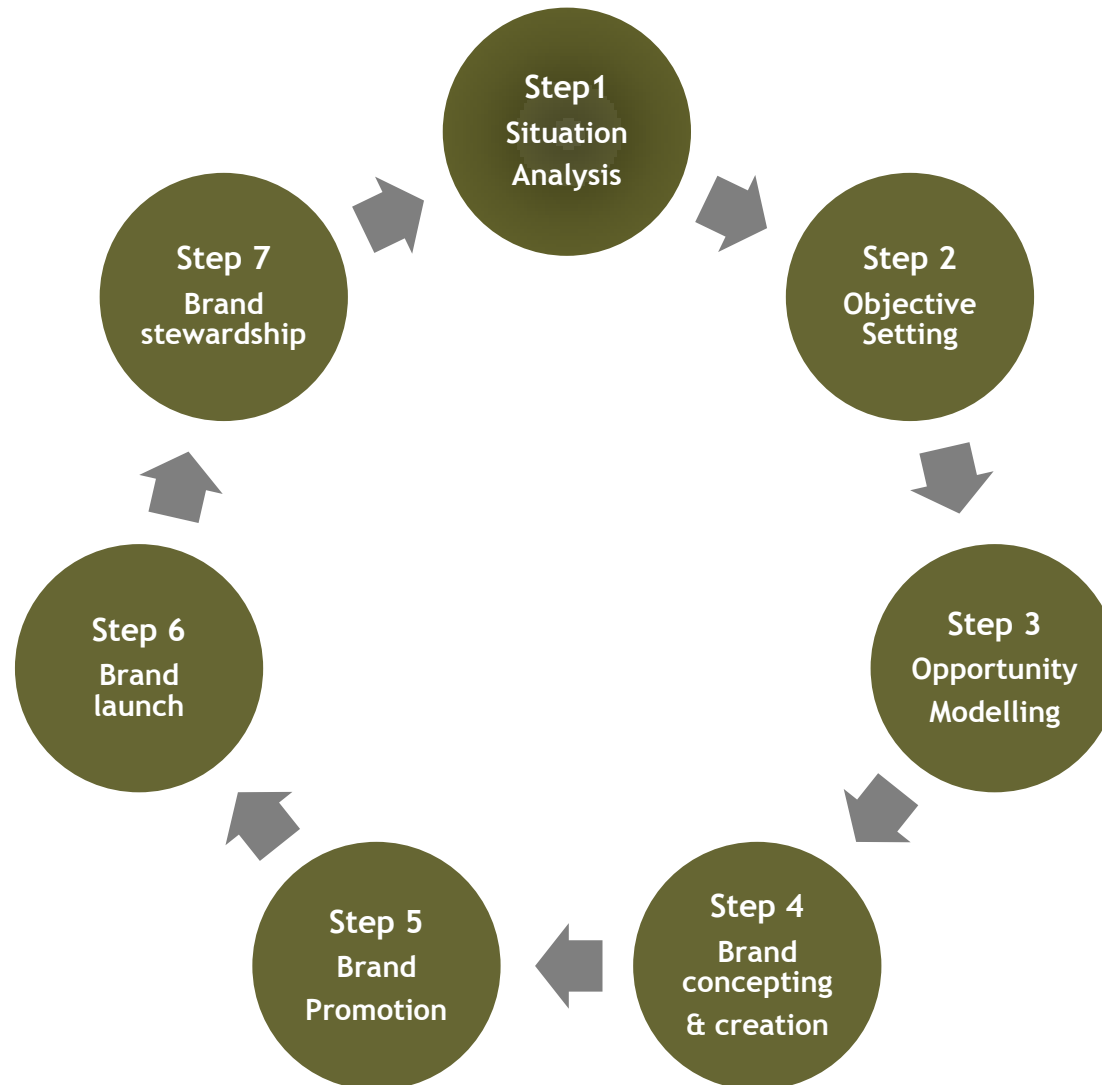 Step1
Situation
Analysis
Step 2
Objective
Setting
Step 3
Opportunity
Modelling
Step 4
Brand
concepting
& creation
Step 5
Brand
Promotion
Step 6
Brand
launch
Step 7
Brand
stewardship